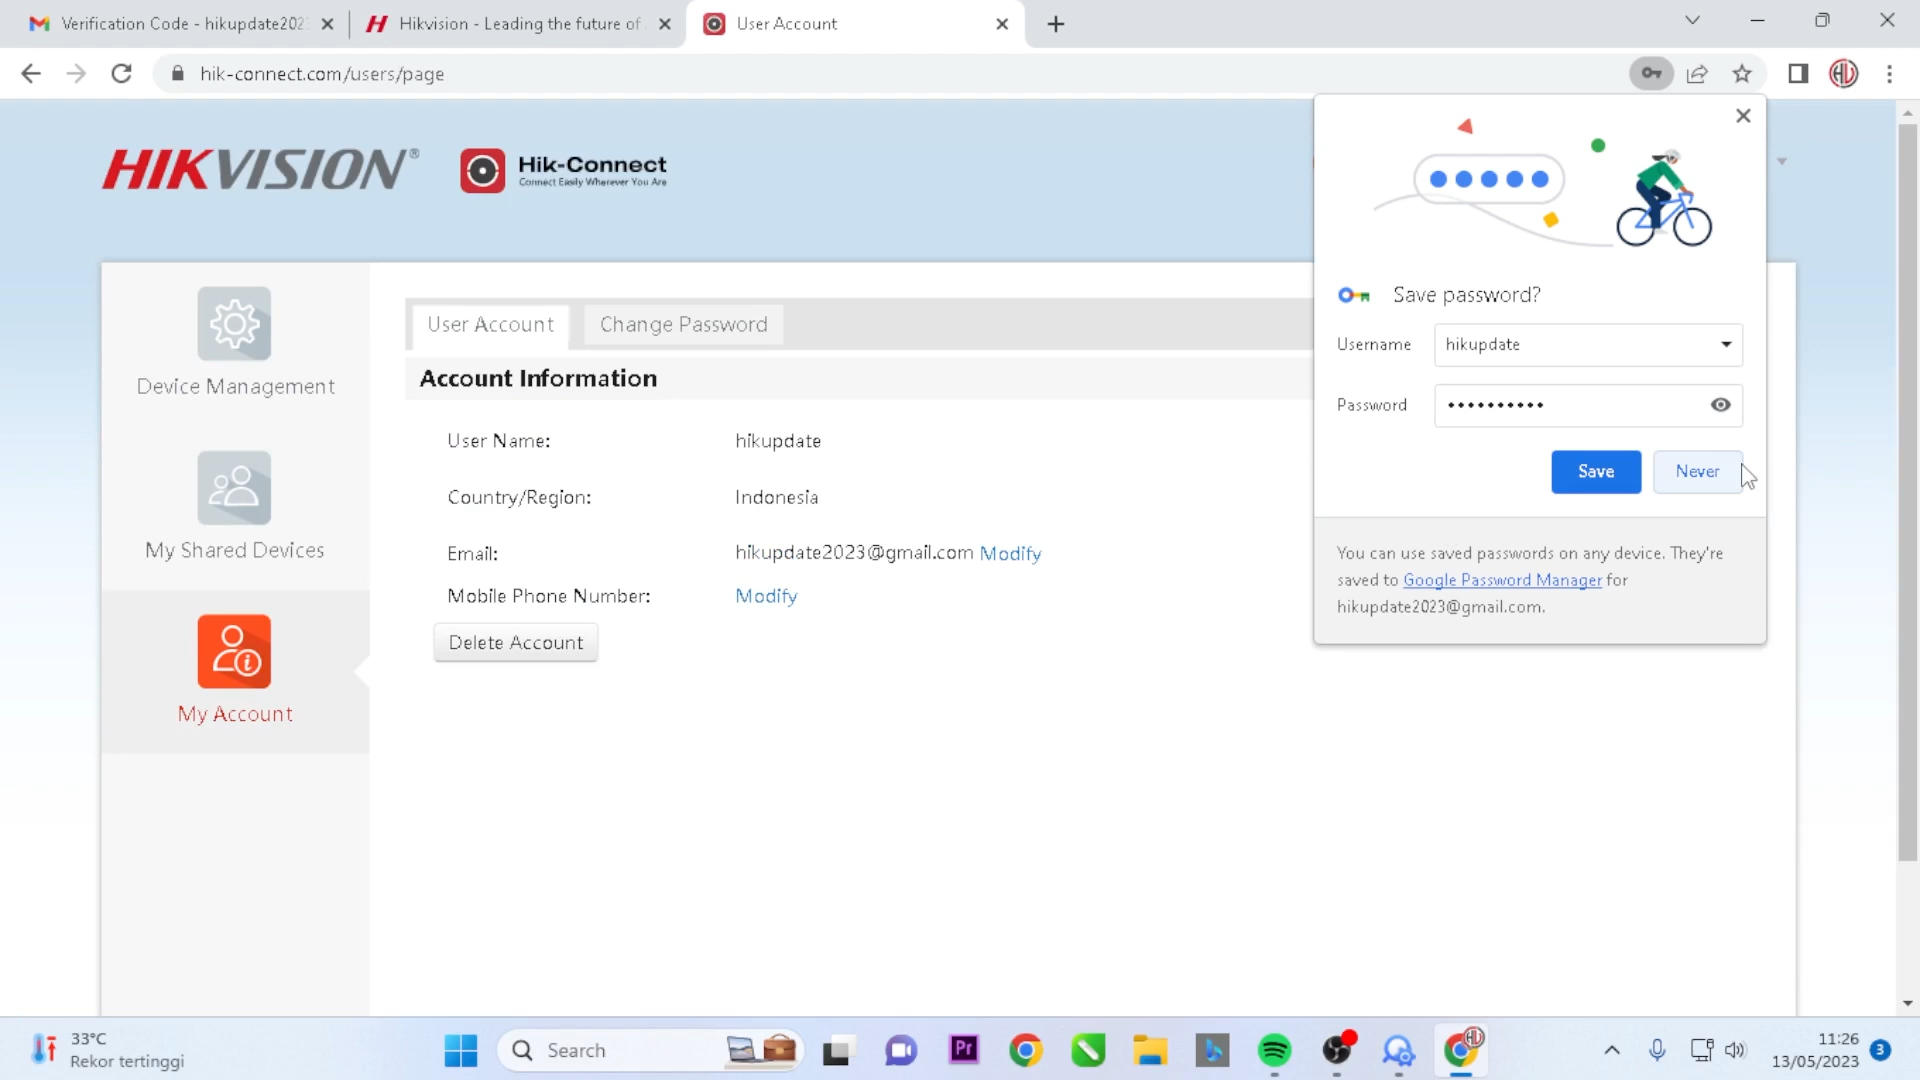 Verification Code - hikupdate202
Hikvision - Leading the future of
User Account
hik-connect.com/users/page
HIKVISION®
Hik-Connect
Connect Easily Wherever You Are
Device Management
My Shared Devices
My Account
User Account
Change Password
Account Information
User Name:
hikupdate
Country/Region:
Indonesia
Email:
hikupdate2023@gmail.com Modify
Mobile Phone Number:
Modify
Delete Account
Save password?
Username
hikupdate
Password
••••••••••
Save
Never
You can use saved passwords on any device. They're
saved to Google Password Manager for
hikupdate2023@gmail.com.
33°C
Rekor tertinggi
Search
Pr
11:26
13/05/2023
3